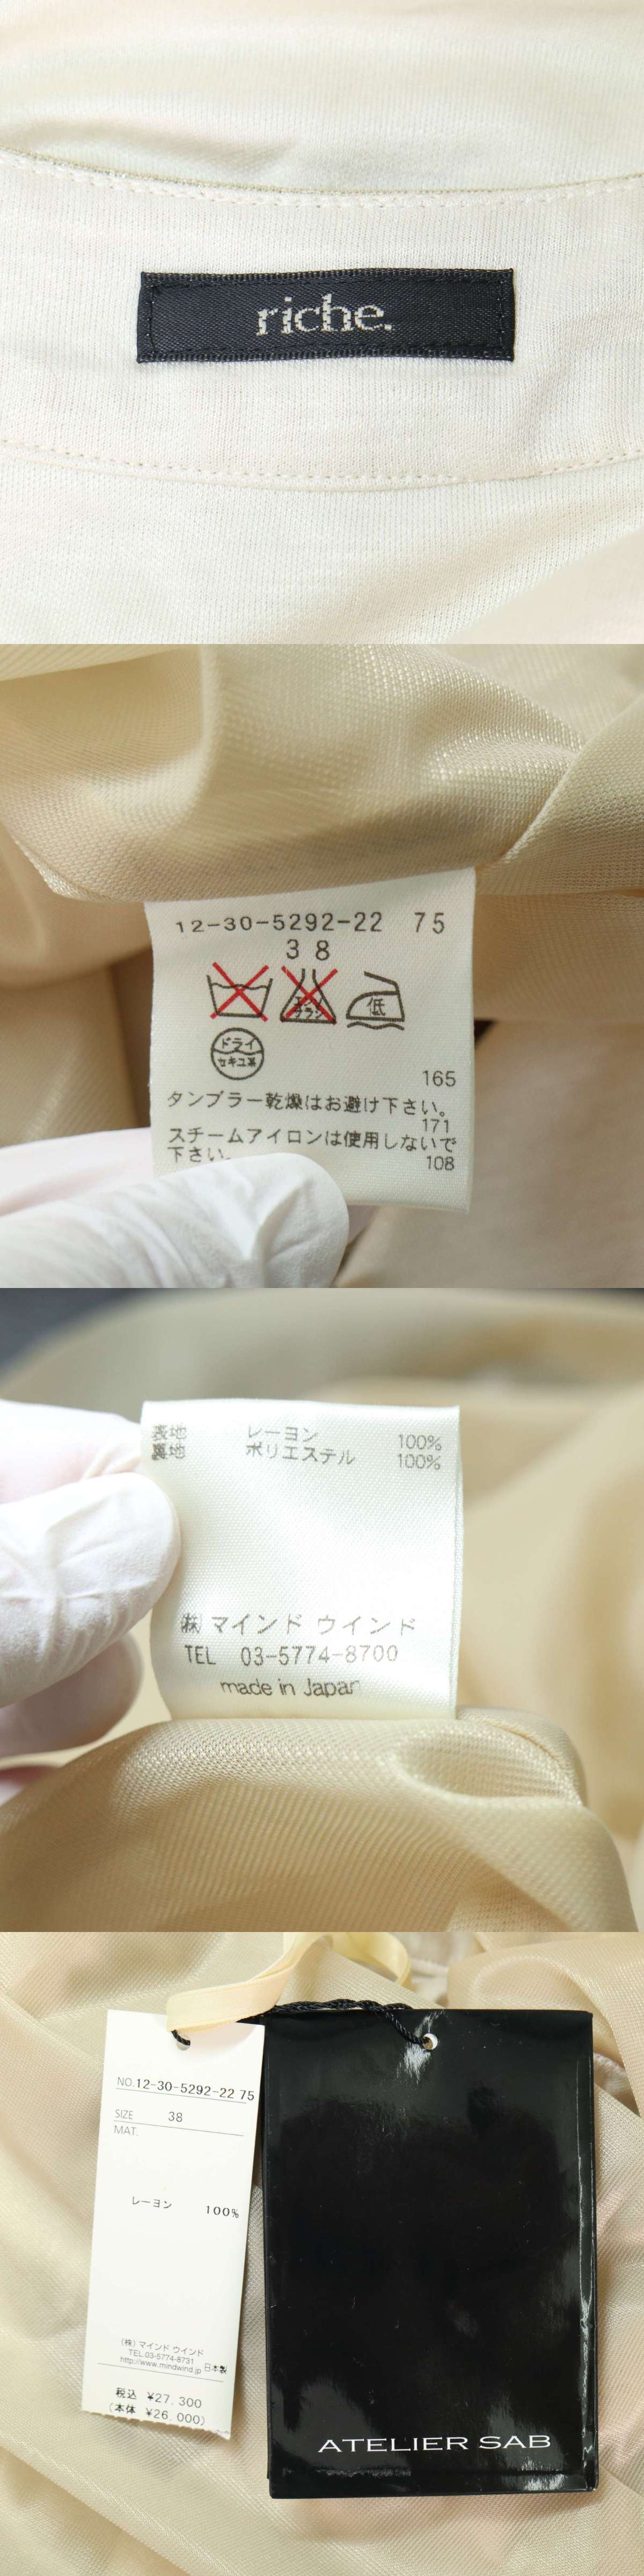 riche.
12-30-5292-22 75
38
エンソ
サラシ
低
ドライ
セキユ系
165
タンブラー乾燥はお避け下さい。
171
スチームアイロンは使用しないで
下さい。
108
表地 レーヨン 100%
裏地 ポリエステル 100%
㈱マインド ウインド
TEL 03-5774-8700
made in Japan
NO.12-30-5292-22 75
SIZE 38
MAT.
レーヨン 100%
(株)マインド ウインド
TEL.03-5774-8731
http://www.mindwind.jp 日本製
税込 ¥27,300
(本体 ¥26,000)
ATELIER SAB